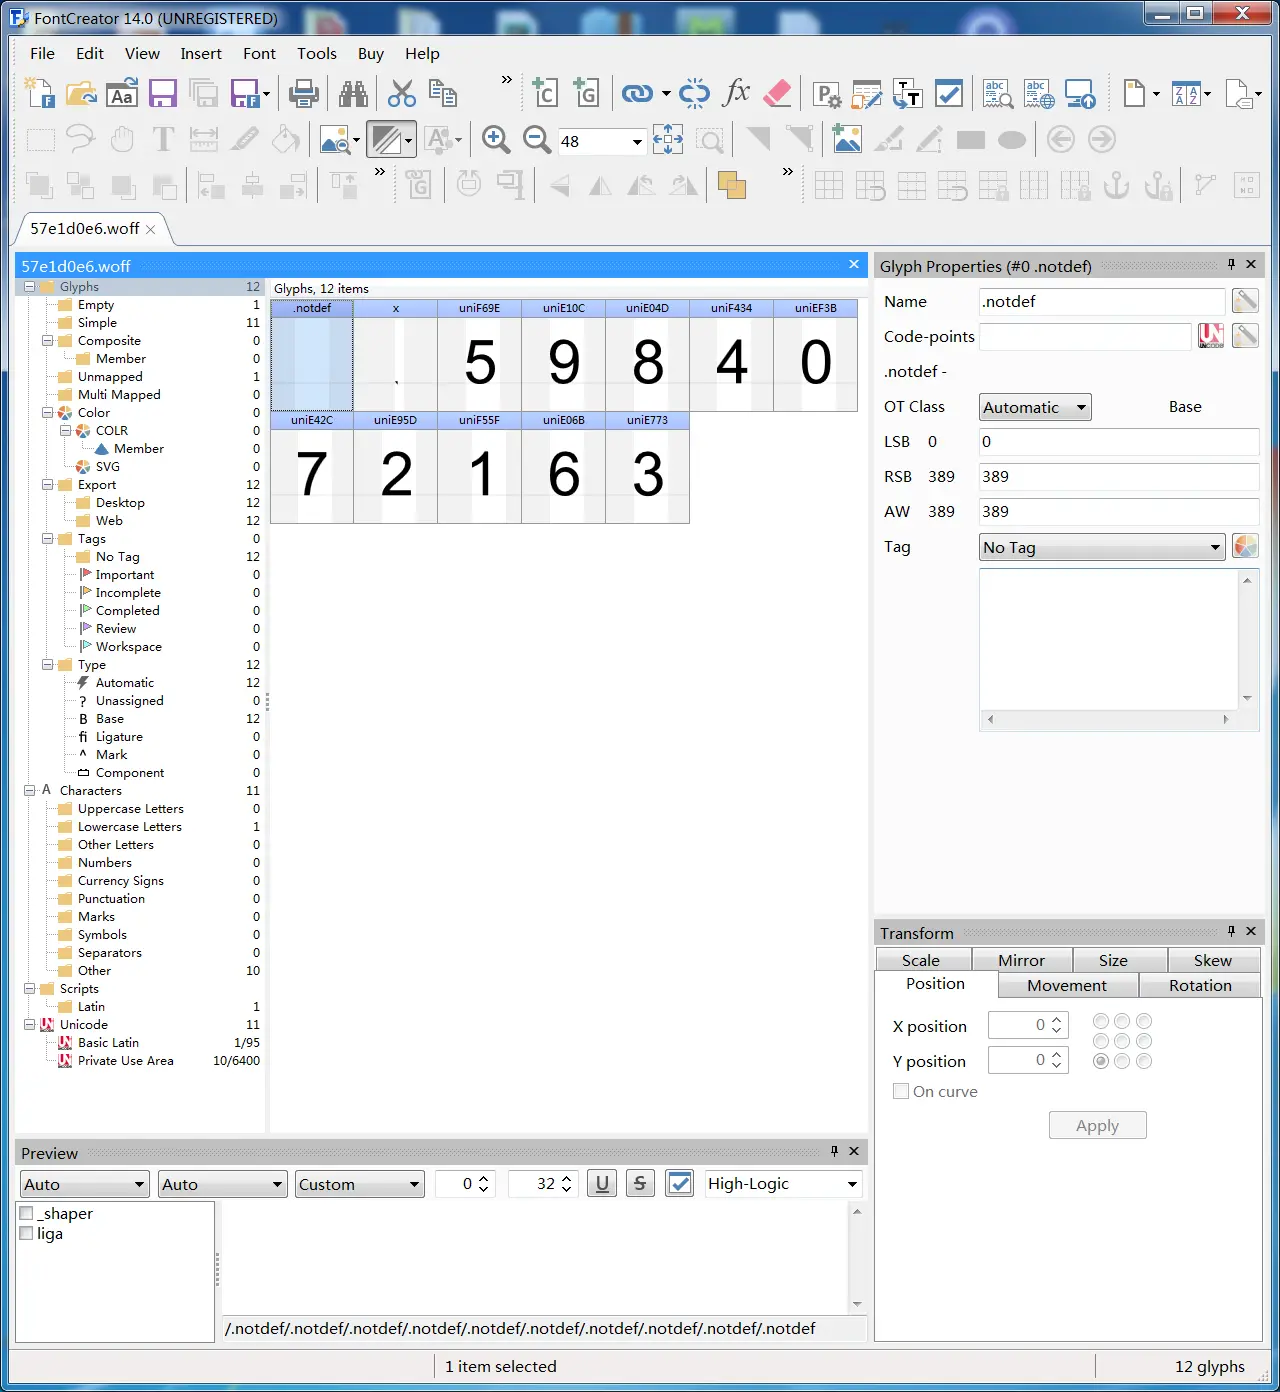 FontCreator 14.0 (UNREGISTERED)
File Edit View Insert Font Tools Buy Help
48
57e1d0e6.woff
57e1d0e6.woff
Glyphs 12
Empty 1
Simple 11
Composite 0
Member 0
Unmapped 1
Multi Mapped 0
Color 0
COLR 0
Member 0
SVG 0
Export 12
Desktop 12
Web 12
Tags 0
No Tag 12
Important 0
Incomplete 0
Completed 0
Review 0
Workspace 0
Type 12
Automatic 12
? Unassigned 0
B Base 12
fi Ligature 0
^ Mark 0
Component 0
A Characters 11
Uppercase Letters 0
Lowercase Letters 1
Other Letters 0
Numbers 0
Currency Signs 0
Punctuation 0
Marks 0
Symbols 0
Separators 0
Other 10
Scripts
Latin 1
Unicode 11
Basic Latin 1/95
Private Use Area 10/6400
Glyphs, 12 items
.notdef x uniF69E uniE10C uniE04D uniF434 uniEF3B
5 9 8 4 0
uniE42C uniE95D uniF55F uniE06B uniE773
7 2 1 6 3
Glyph Properties (#0 .notdef)
Name .notdef
Code-points
.notdef -
OT Class Automatic Base
LSB 0 0
RSB 389 389
AW 389 389
Tag No Tag
Transform
Scale Mirror Size Skew
Position Movement Rotation
X position 0
Y position 0
On curve
Apply
Preview
Auto Auto Custom 0 32 U S High-Logic
_shaper
liga
/.notdef/.notdef/.notdef/.notdef/.notdef/.notdef/.notdef/.notdef/.notdef/.notdef
1 item selected 12 glyphs